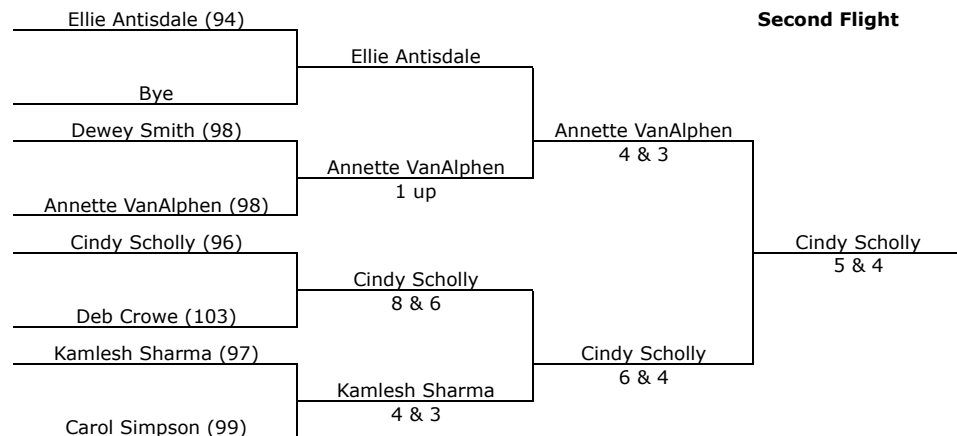 Ellie Antisdale (94)
Second Flight
Ellie Antisdale
Bye
Dewey Smith (98)
Annette VanAlphen
4 & 3
Annette VanAlphen
1 up
Annette VanAlphen (98)
Cindy Scholly (96)
Cindy Scholly
5 & 4
Cindy Scholly
8 & 6
Deb Crowe (103)
Kamlesh Sharma (97)
Cindy Scholly
6 & 4
Kamlesh Sharma
4 & 3
Carol Simpson (99)